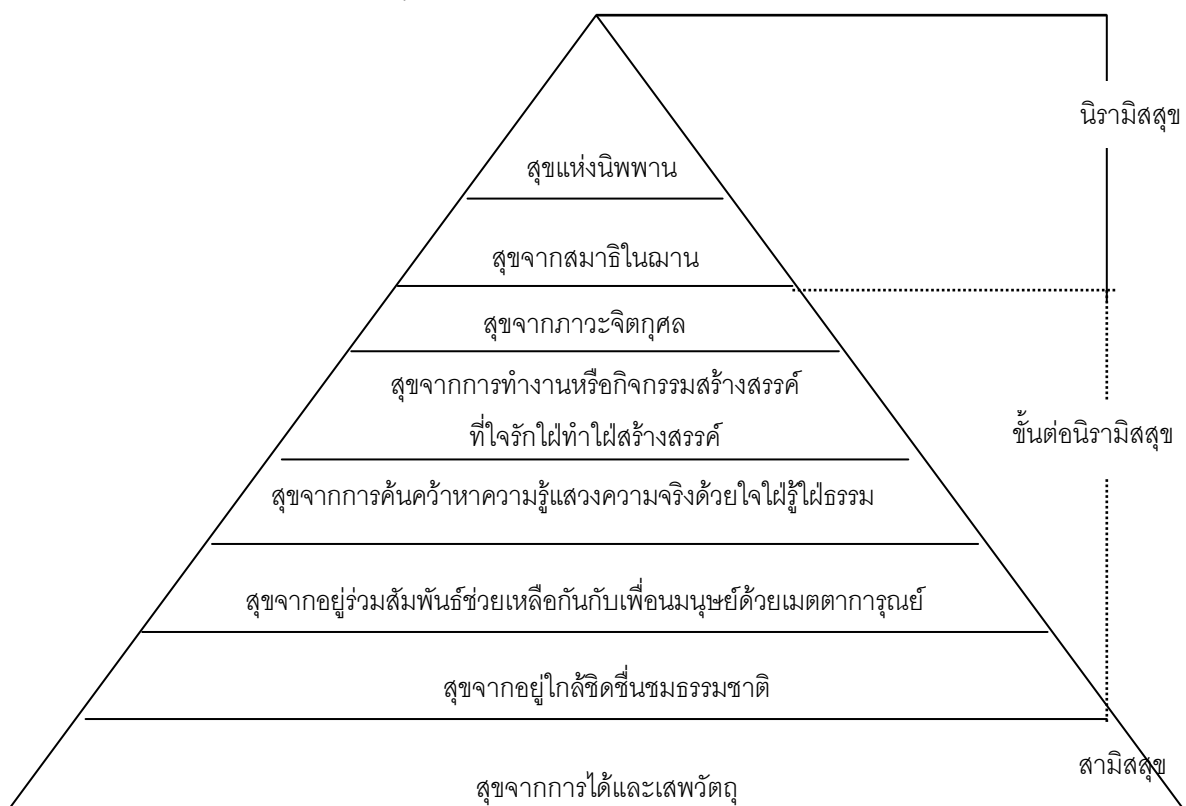 นิรามิสสุข
สุขแห่งนิพพาน
สุขจากสมาธิในฌาน
สุขจากภาวะจิตกุศล
สุขจากการทำงานหรือกิจกรรมสร้างสรรค์
ที่ใจรักใฝ่ทำใฝ่สร้างสรรค์
ขั้นต่อนิรามิสสุข
สุขจากการค้นคว้าหาความรู้แสวงความจริงด้วยใจใฝ่รู้ใฝ่ธรรม
สุขจากอยู่ร่วมสัมพันธ์ช่วยเหลือกันกับเพื่อนมนุษย์ด้วยเมตตาการุณย์
สุขจากอยู่ใกล้ชิดชื่นชมธรรมชาติ
สามิสสุข
สุขจากการได้และเสพวัตถุ